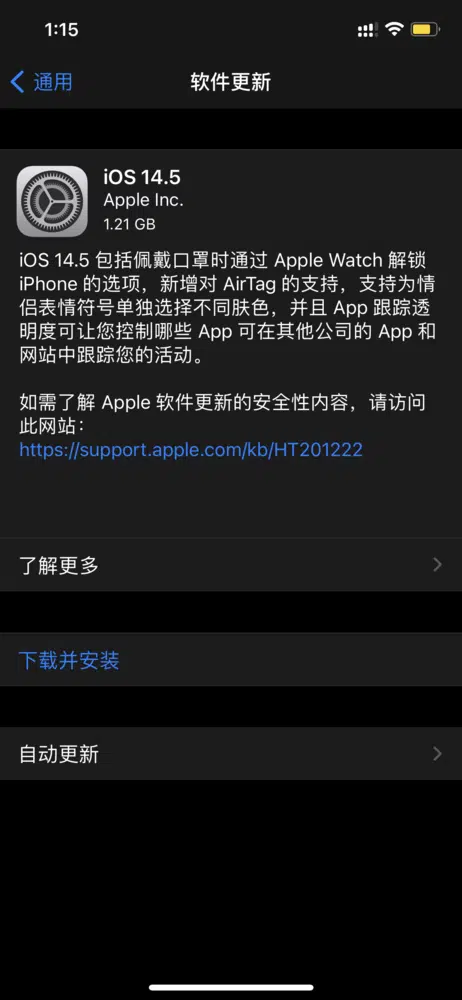 1:15
通用
软件更新
iOS 14.5
Apple Inc.
1.21 GB
iOS 14.5 包括佩戴口罩时通过 Apple Watch 解锁
iPhone 的选项，新增对 AirTag 的支持，支持为情
侣表情符号单独选择不同肤色，并且 App 跟踪透
明度可让您控制哪些 App 可在其他公司的 App 和
网站中跟踪您的活动。
如需了解 Apple 软件更新的安全性内容，请访问
此网站：
https://support.apple.com/kb/HT201222
了解更多
下载并安装
自动更新